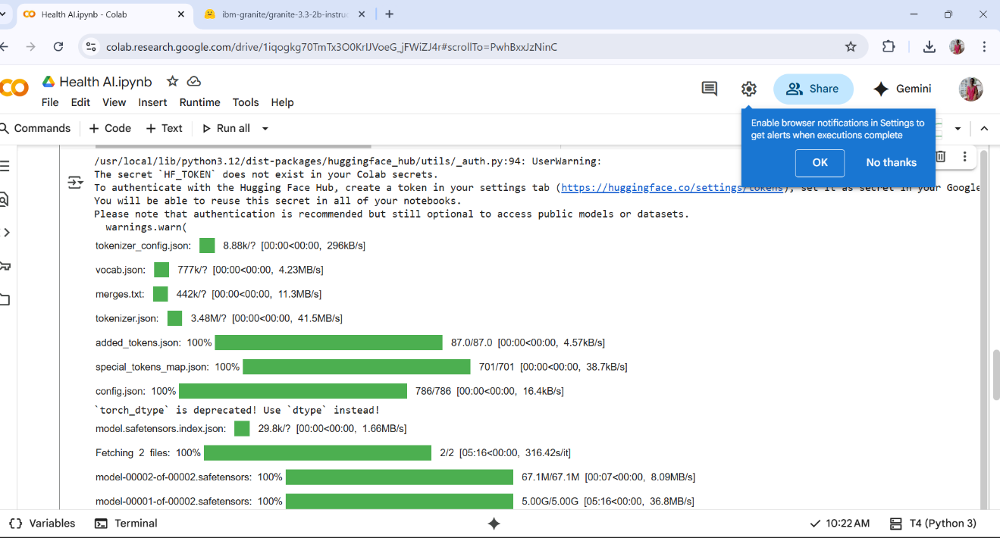 Health AI.ipynb - Colab
ibm-granite/granite-3.3-2b-instruc
colab.research.google.com/drive/1iqogkg70TmTx3O0KrIJVoeG_jFWiZJ4r#scrollTo=PwhBxxJzNinC
Health AI.ipynb
File Edit View Insert Runtime Tools Help
Share
Gemini
Commands + Code + Text Run all
Enable browser notifications in Settings to
get alerts when executions complete
OK No thanks
/usr/local/lib/python3.12/dist-packages/huggingface_hub/utils/_auth.py:94: UserWarning:
The secret `HF_TOKEN` does not exist in your Colab secrets.
To authenticate with the Hugging Face Hub, create a token in your settings tab (https://huggingface.co/settings/tokens), set it as secret in your Google
You will be able to reuse this secret in all of your notebooks.
Please note that authentication is recommended but still optional to access public models or datasets.
warnings.warn(
tokenizer_config.json: 8.88k/? [00:00<00:00, 296kB/s]
vocab.json: 777k/? [00:00<00:00, 4.23MB/s]
merges.txt: 442k/? [00:00<00:00, 11.3MB/s]
tokenizer.json: 3.48M/? [00:00<00:00, 41.5MB/s]
added_tokens.json: 100% 87.0/87.0 [00:00<00:00, 4.57kB/s]
special_tokens_map.json: 100% 701/701 [00:00<00:00, 38.7kB/s]
config.json: 100% 786/786 [00:00<00:00, 16.4kB/s]
`torch_dtype` is deprecated! Use `dtype` instead!
model.safetensors.index.json: 29.8k/? [00:00<00:00, 1.66MB/s]
Fetching 2 files: 100% 2/2 [05:16<00:00, 316.42s/it]
model-00002-of-00002.safetensors: 100% 67.1M/67.1M [00:07<00:00, 8.09MB/s]
model-00001-of-00002.safetensors: 100% 5.00G/5.00G [05:16<00:00, 36.8MB/s]
{} Variables Terminal 10:22 AM T4 (Python 3)